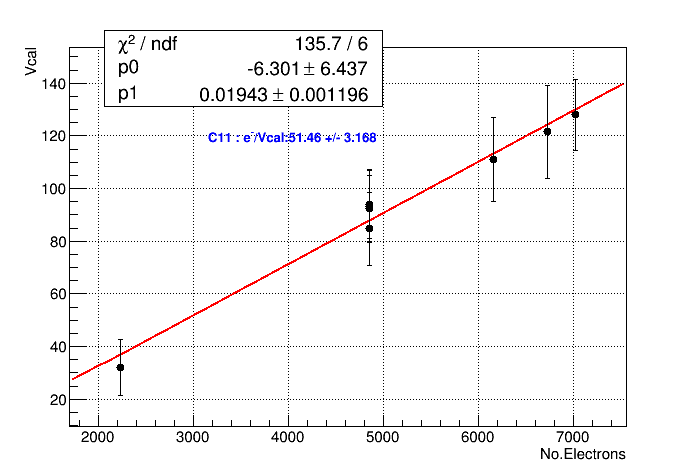 χ² / ndf 135.7 / 6
p0 -6.301 ± 6.437
p1 0.01943 ± 0.001196
C11 : e⁻/Vcal:51.46 +/- 3.168
Vcal
140
120
100
80
60
40
20
2000 3000 4000 5000 6000 7000
No.Electrons